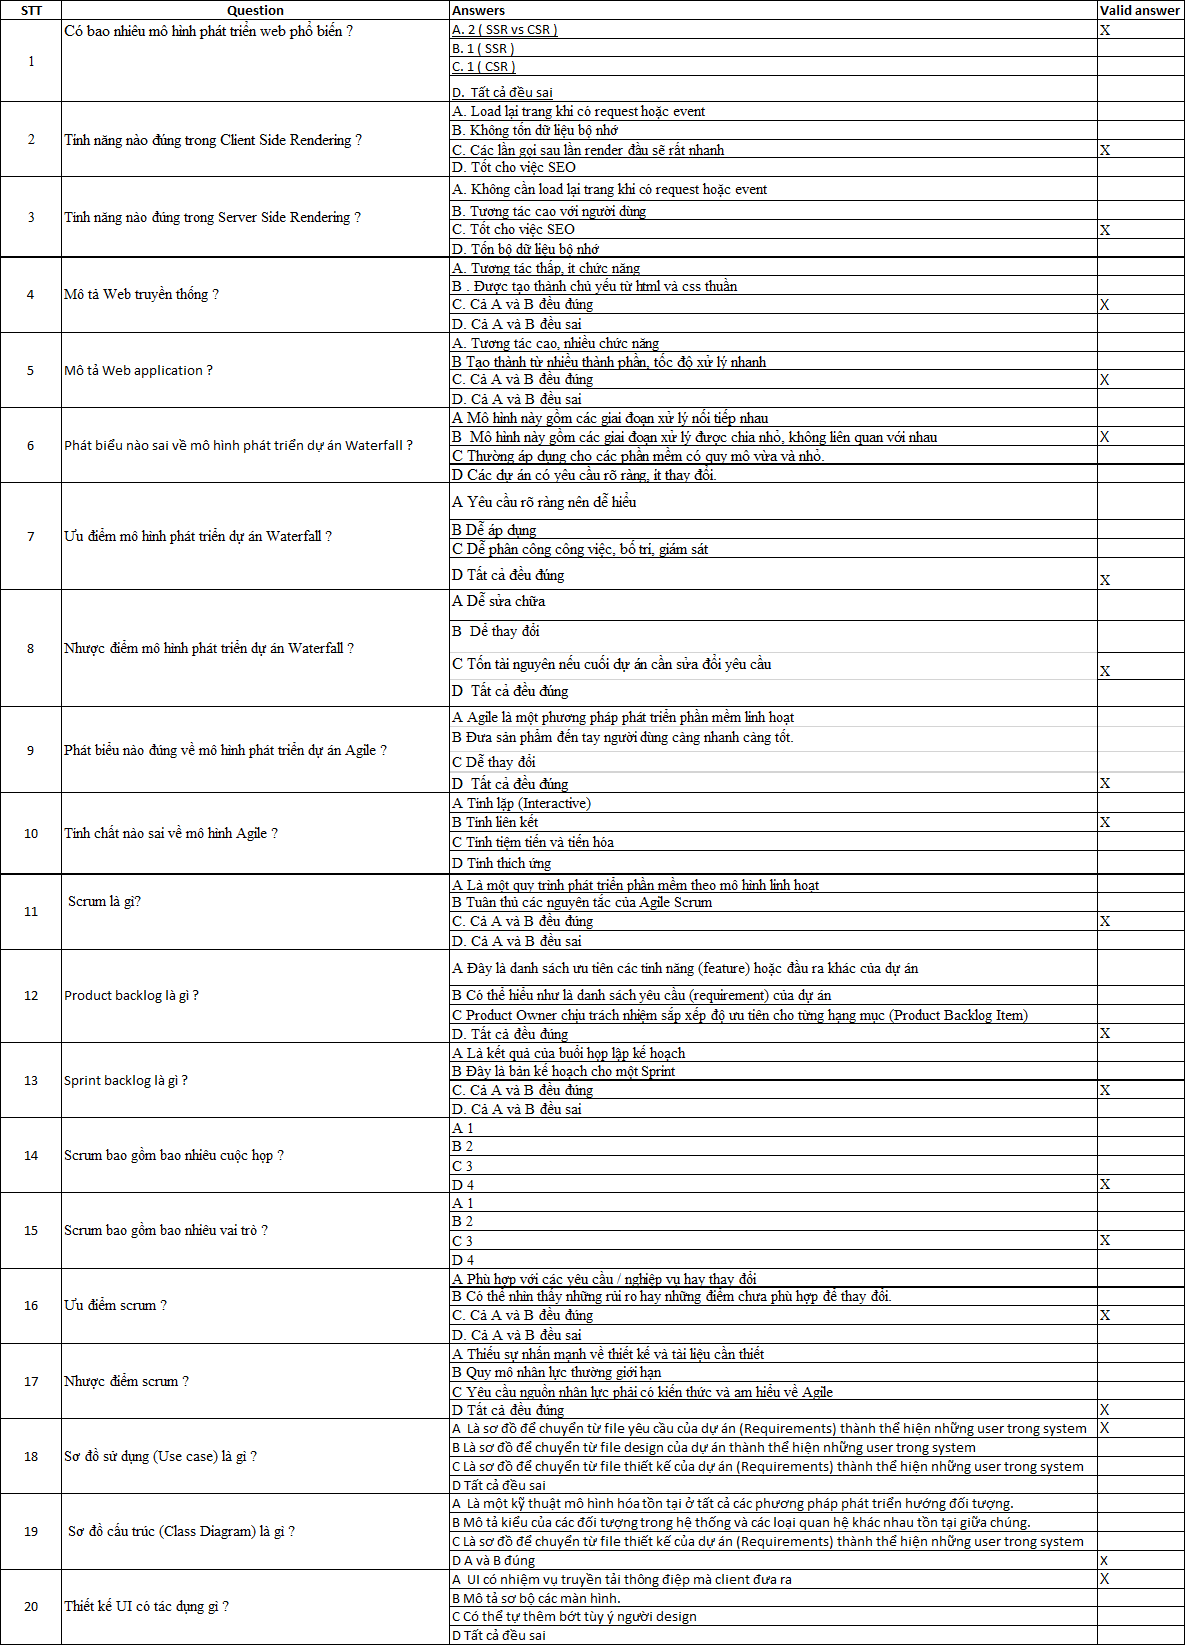 STT Question Answers Valid answer
1 Có bao nhiêu mô hình phát triển web phổ biến ? A. 2 ( SSR vs CSR ) X
B. 1 ( SSR )
C. 1 ( CSR )
D. Tất cả đều sai
2 Tính năng nào đúng trong Client Side Rendering ? A. Load lại trang khi có request hoặc event
B. Không tốn dữ liệu bộ nhớ
C. Các lần gọi sau lần render đầu sẽ rất nhanh X
D. Tốt cho việc SEO
3 Tính năng nào đúng trong Server Side Rendering ? A. Không cần load lại trang khi có request hoặc event
B. Tương tác cao với người dùng
C. Tốt cho việc SEO X
D. Tốn bộ dữ liệu bộ nhớ
4 Mô tả Web truyền thống ? A. Tương tác thấp, ít chức năng
B . Được tạo thành chủ yếu từ html và css thuần
C. Cả A và B đều đúng X
D. Cả A và B đều sai
5 Mô tả Web application ? A. Tương tác cao, nhiều chức năng
B Tạo thành từ nhiều thành phần, tốc độ xử lý nhanh
C. Cả A và B đều đúng X
D. Cả A và B đều sai
6 Phát biểu nào sai về mô hình phát triển dự án Waterfall ? A Mô hình này gồm các giai đoạn xử lý nối tiếp nhau
B Mô hình này gồm các giai đoạn xử lý được chia nhỏ, không liên quan với nhau X
C Thường áp dụng cho các phần mềm có quy mô vừa và nhỏ.
D Các dự án có yêu cầu rõ ràng, ít thay đổi.
7 Ưu điểm mô hình phát triển dự án Waterfall ? A Yêu cầu rõ ràng nên dễ hiểu
B Dễ áp dụng
C Dễ phân công công việc, bố trí, giám sát
D Tất cả đều đúng X
8 Nhược điểm mô hình phát triển dự án Waterfall ? A Dễ sửa chữa
B Dể thay đổi
C Tốn tài nguyên nếu cuối dự án cần sửa đổi yêu cầu X
D Tất cả đều đúng
9 Phát biểu nào đúng về mô hình phát triển dự án Agile ? A Agile là một phương pháp phát triển phần mềm linh hoạt
B Đưa sản phẩm đến tay người dùng càng nhanh càng tốt.
C Dễ thay đổi
D Tất cả đều đúng X
10 Tính chất nào sai về mô hình Agile ? A Tính lặp (Interactive)
B Tính liên kết X
C Tính tiệm tiến và tiến hóa
D Tính thích ứng
11 Scrum là gì? A Là một quy trình phát triển phần mềm theo mô hình linh hoạt
B Tuân thủ các nguyên tắc của Agile Scrum
C. Cả A và B đều đúng X
D. Cả A và B đều sai
12 Product backlog là gì ? A Đây là danh sách ưu tiên các tính năng (feature) hoặc đầu ra khác của dự án
B Có thể hiểu như là danh sách yêu cầu (requirement) của dự án
C Product Owner chịu trách nhiệm sắp xếp độ ưu tiên cho từng hạng mục (Product Backlog Item)
D. Tất cả đều đúng X
13 Sprint backlog là gì ? A Là kết quả của buổi họp lập kế hoạch
B Đây là bản kế hoạch cho một Sprint
C. Cả A và B đều đúng X
D. Cả A và B đều sai
14 Scrum bao gồm bao nhiêu cuộc họp ? A 1
B 2
C 3
D 4 X
15 Scrum bao gồm bao nhiêu vai trò ? A 1
B 2
C 3 X
D 4
16 Ưu điểm scrum ? A Phù hợp với các yêu cầu / nghiệp vụ hay thay đổi
B Có thể nhìn thấy những rủi ro hay những điểm chưa phù hợp để thay đổi.
C. Cả A và B đều đúng X
D. Cả A và B đều sai
17 Nhược điểm scrum ? A Thiếu sự nhấn mạnh về thiết kế và tài liệu cần thiết
B Quy mô nhân lực thường giới hạn
C Yêu cầu nguồn nhân lực phải có kiến thức và am hiểu về Agile
D Tất cả đều đúng X
18 Sơ đồ sử dụng (Use case) là gì ? A Là sơ đồ để chuyển từ file yêu cầu của dự án (Requirements) thành thể hiện những user trong system X
B Là sơ đồ để chuyển từ file design của dự án thành thể hiện những user trong system
C Là sơ đồ để chuyển từ file thiết kế của dự án (Requirements) thành thể hiện những user trong system
D Tất cả đều sai
19 Sơ đồ cấu trúc (Class Diagram) là gì ? A Là một kỹ thuật mô hình hóa tồn tại ở tất cả các phương pháp phát triển hướng đối tượng.
B Mô tả kiểu của các đối tượng trong hệ thống và các loại quan hệ khác nhau tồn tại giữa chúng.
C Là sơ đồ để chuyển từ file thiết kế của dự án (Requirements) thành thể hiện những user trong system
D A và B đúng X
20 Thiết kế UI có tác dụng gì ? A UI có nhiệm vụ truyền tải thông điệp mà client đưa ra X
B Mô tả sơ bộ các màn hình.
C Có thể tự thêm bớt tùy ý người design
D Tất cả đều sai